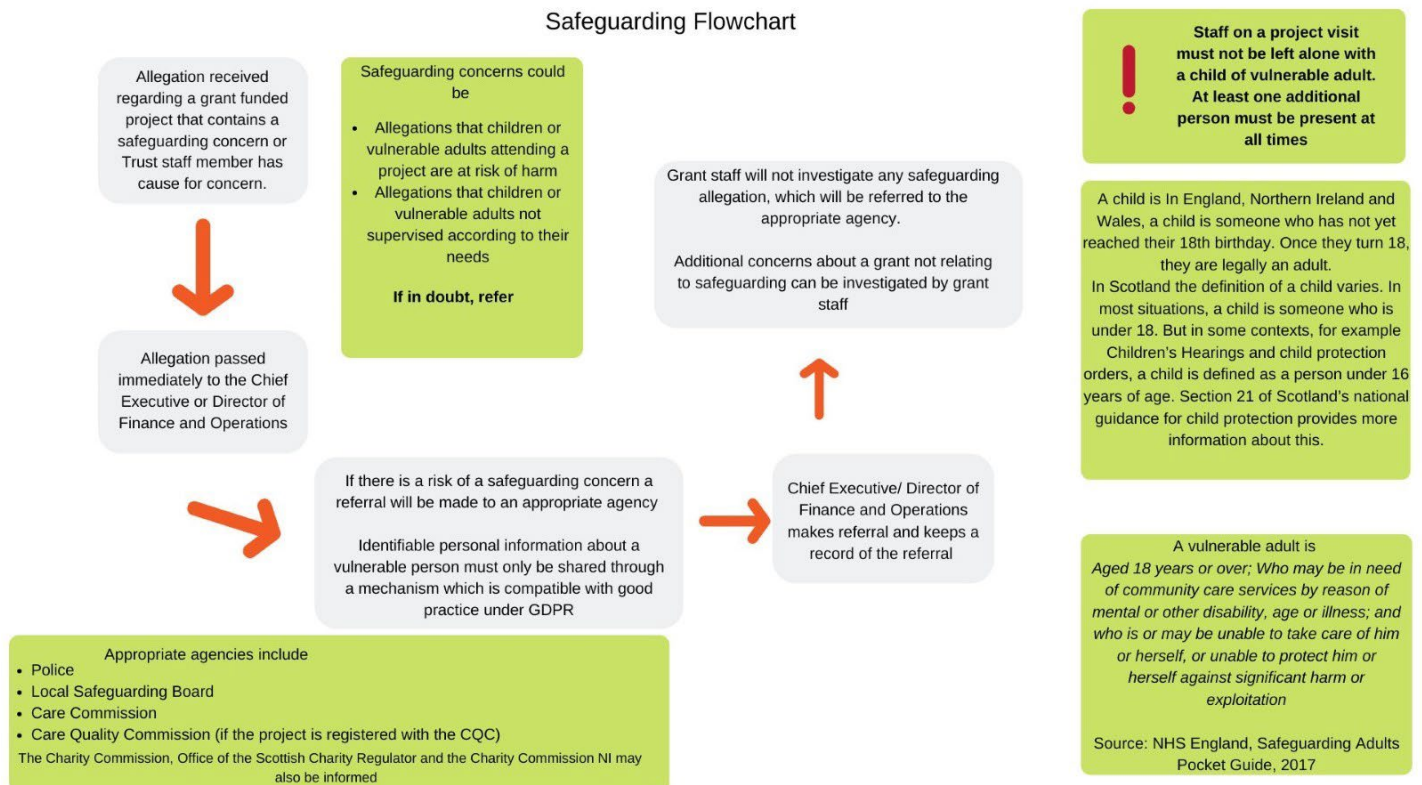 Safeguarding Flowchart
Allegation received
regarding a grant funded
project that contains a
safeguarding concern or
Trust staff member has
cause for concern.
Safeguarding concerns could
be
• Allegations that children or
vulnerable adults attending a
project are at risk of harm
• Allegations that children or
vulnerable adults not
supervised according to their
needs
If in doubt, refer
Allegation passed
immediately to the Chief
Executive or Director of
Finance and Operations
If there is a risk of a safeguarding concern a
referral will be made to an appropriate agency
Identifiable personal information about a
vulnerable person must only be shared through
a mechanism which is compatible with good
practice under GDPR
Appropriate agencies include
• Police
• Local Safeguarding Board
• Care Commission
• Care Quality Commission (if the project is registered with the CQC)
The Charity Commission, Office of the Scottish Charity Regulator and the Charity Commission NI may
also be informed
Chief Executive/ Director of
Finance and Operations
makes referral and keeps a
record of the referral
Grant staff will not investigate any safeguarding
allegation, which will be referred to the
appropriate agency.
Additional concerns about a grant not relating
to safeguarding can be investigated by grant
staff
!
Staff on a project visit
must not be left alone with
a child of vulnerable adult.
At least one additional
person must be present at
all times
A child is In England, Northern Ireland and
Wales, a child is someone who has not yet
reached their 18th birthday. Once they turn 18,
they are legally an adult.
In Scotland the definition of a child varies. In
most situations, a child is someone who is
under 18. But in some contexts, for example
Children's Hearings and child protection
orders, a child is defined as a person under 16
years of age. Section 21 of Scotland's national
guidance for child protection provides more
information about this.
A vulnerable adult is
Aged 18 years or over; Who may be in need
of community care services by reason of
mental or other disability, age or illness; and
who is or may be unable to take care of him
or herself, or unable to protect him or
herself against significant harm or
exploitation
Source: NHS England, Safeguarding Adults
Pocket Guide, 2017